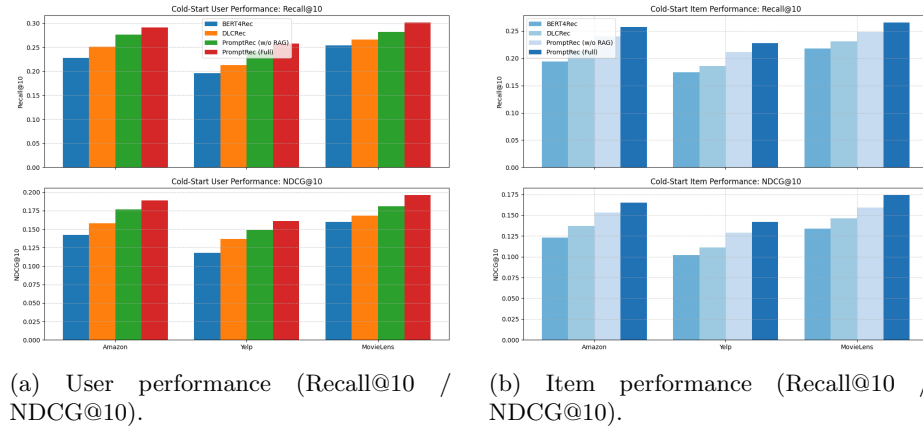 Cold-Start User Performance: Recall@10
BERT4Rec
DLCRec
PromptRec (w/o RAG)
PromptRec (Full)
0.30
0.25
0.20
0.15
0.10
0.05
0.00
Recall@10
Cold-Start User Performance: NDCG@10
0.200
0.175
0.150
0.125
0.100
0.075
0.050
0.025
0.000
NDCG@10
Amazon Yelp MovieLens
(a) User performance (Recall@10 /
NDCG@10).
Cold-Start Item Performance: Recall@10
BERT4Rec
DLCRec
PromptRec (w/o RAG)
PromptRec (Full)
0.25
0.20
0.15
0.10
0.05
0.00
Recall@10
Cold-Start Item Performance: NDCG@10
0.175
0.150
0.125
0.100
0.075
0.050
0.025
0.000
NDCG@10
Amazon Yelp MovieLens
(b) Item performance (Recall@10 /
NDCG@10).